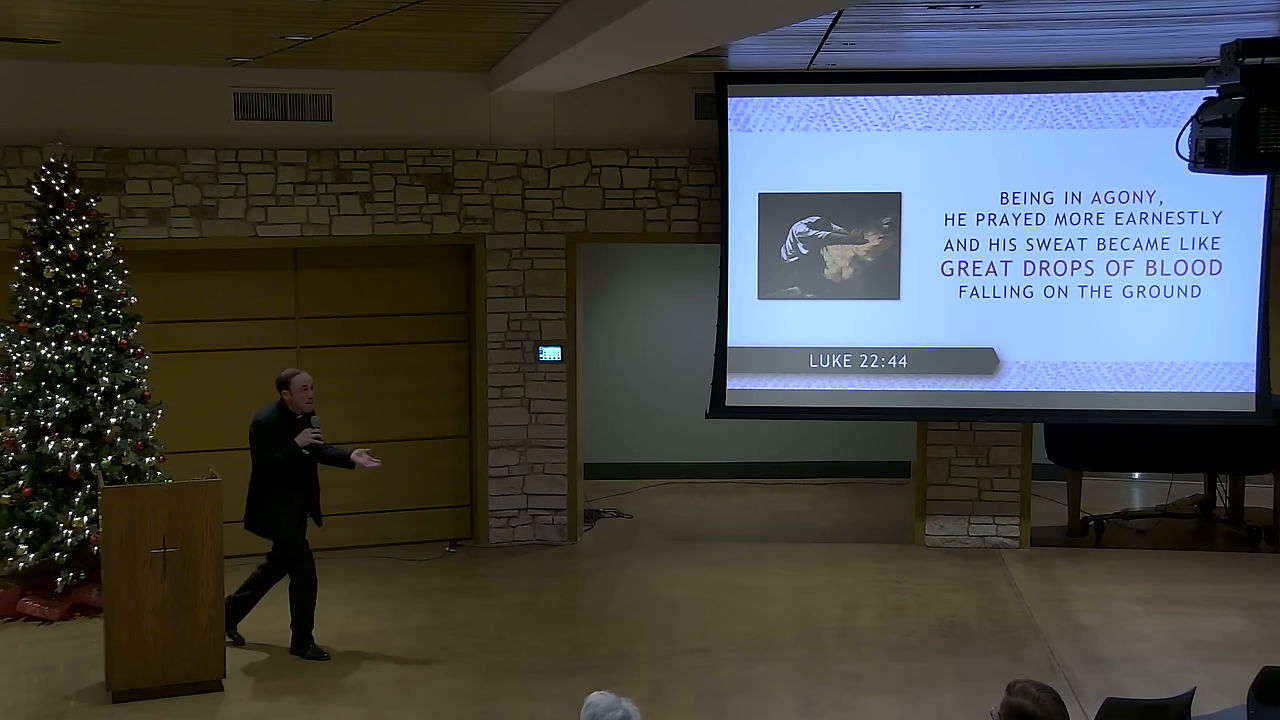 BEING IN AGONY,
HE PRAYED MORE EARNESTLY
AND HIS SWEAT BECAME LIKE
GREAT DROPS OF BLOOD
FALLING ON THE GROUND
LUKE 22:44